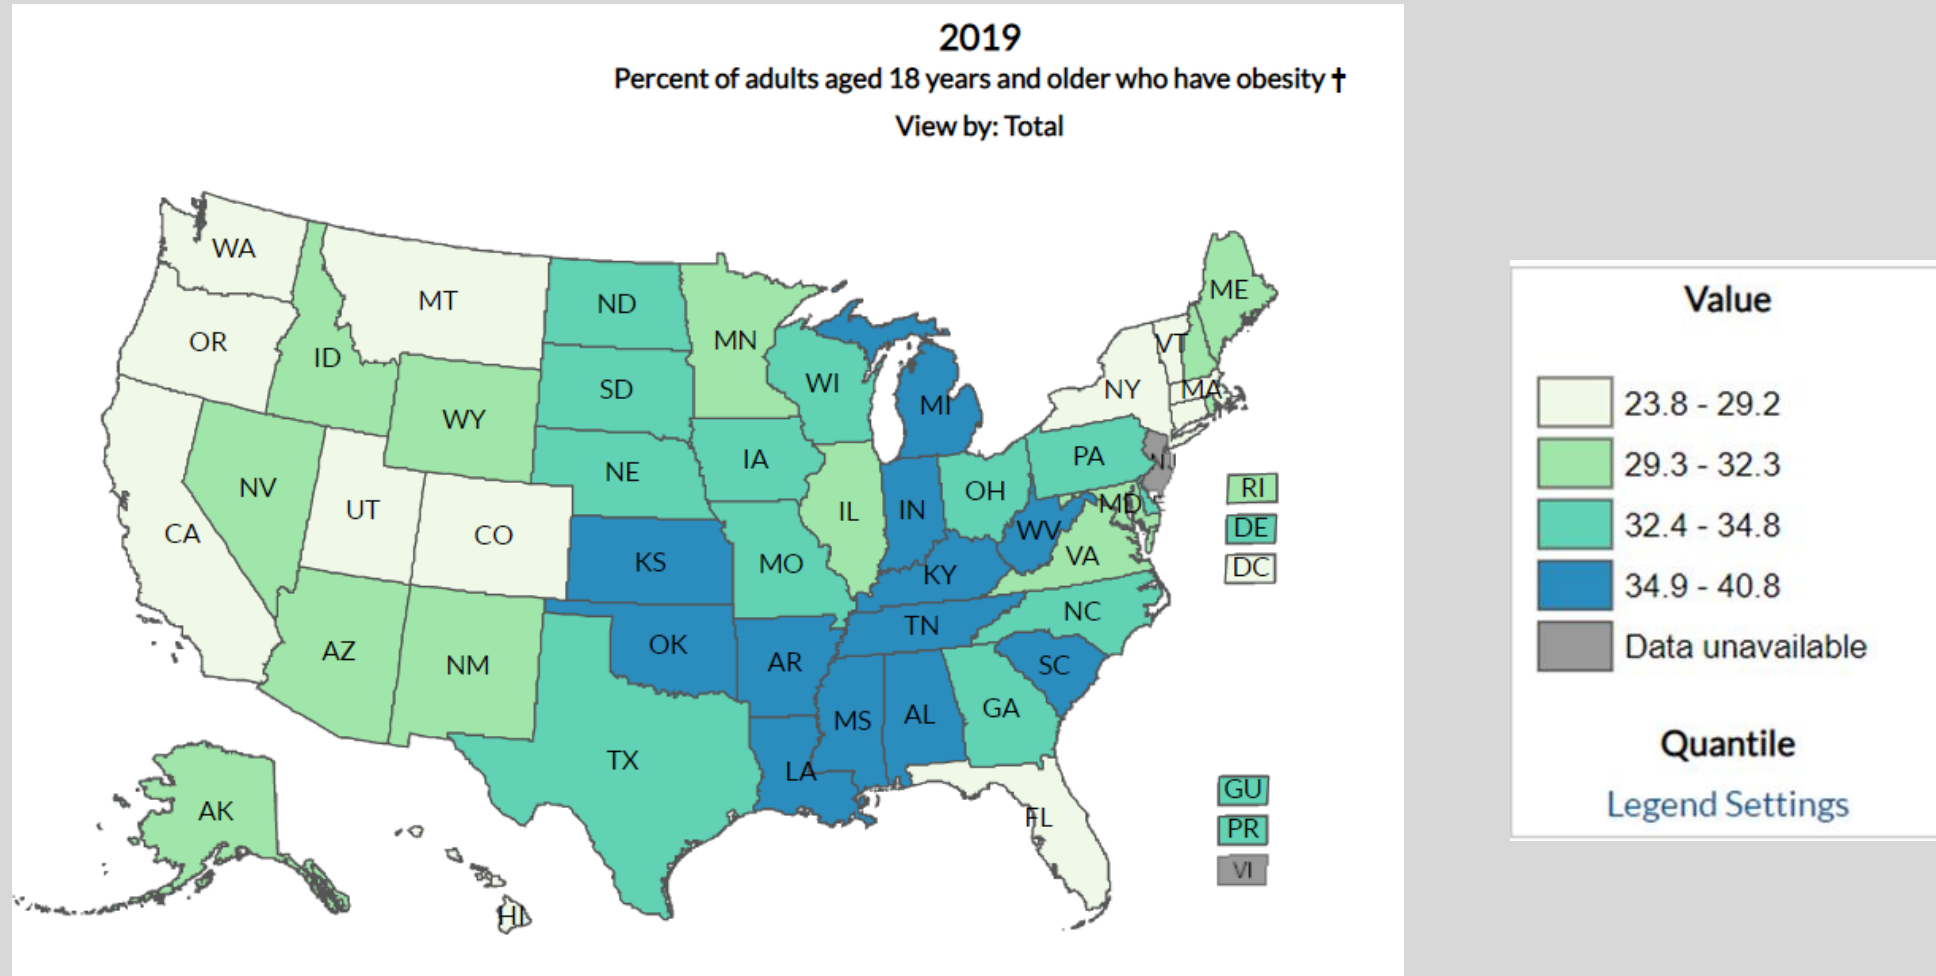 2019
Percent of adults aged 18 years and older who have obesity †
View by: Total
WA
MT
ND
MN
ME
OR
ID
SD
WI
MI
VT
NY
MA
WY
NE
IA
PA
NJ
NV
UT
CO
IL
IN
OH
MD
RI
CA
KS
MO
WV
VA
DE
KY
DC
AZ
NM
OK
AR
TN
NC
SC
MS
AL
GA
TX
LA
AK
FL
HI
GU
PR
VI
Value
23.8 - 29.2
29.3 - 32.3
32.4 - 34.8
34.9 - 40.8
Data unavailable
Quantile
Legend Settings